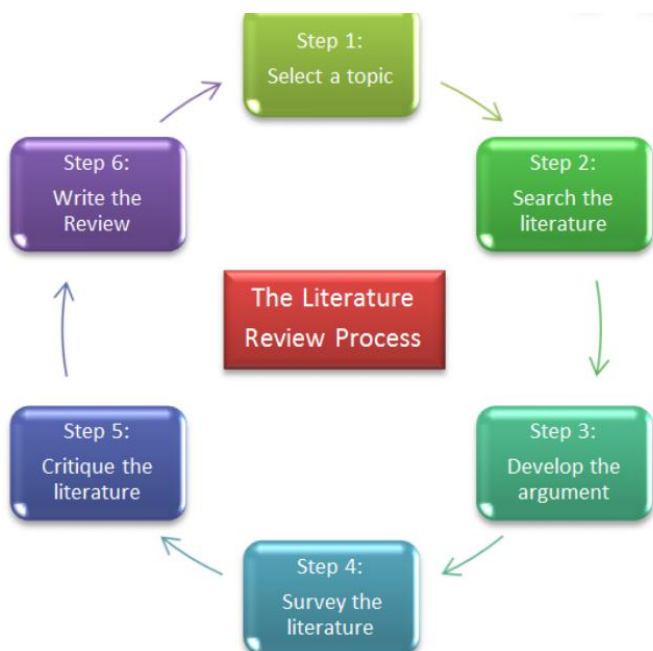 Step 1:
Select a topic
Step 2:
Search the
literature
Step 3:
Develop the
argument
Step 4:
Survey the
literature
Step 5:
Critique the
literature
Step 6:
Write the
Review
The Literature
Review Process